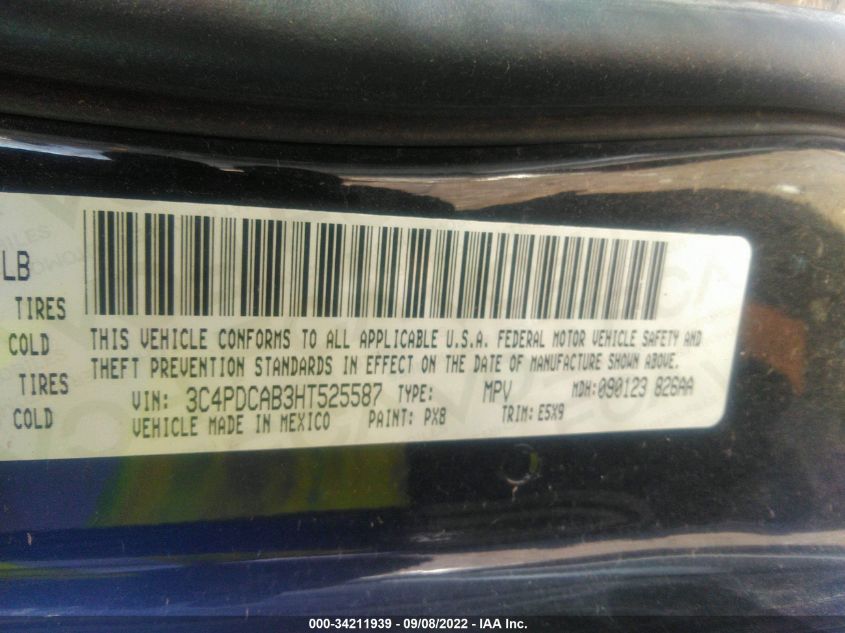 LB
TIRES
COLD
TIRES
COLD
THIS VEHICLE CONFORMS TO ALL APPLICABLE U.S.A. FEDERAL MOTOR VEHICLE SAFETY AND
THEFT PREVENTION STANDARDS IN EFFECT ON THE DATE OF MANUFACTURE SHOWN ABOVE.
VIN: 3C4PDCAB3HT525587 TYPE: MPV MDH:090123 826AA
VEHICLE MADE IN MEXICO PAINT: PX8 TRIM: E5X9
000-34211939 - 09/08/2022 - IAA Inc.